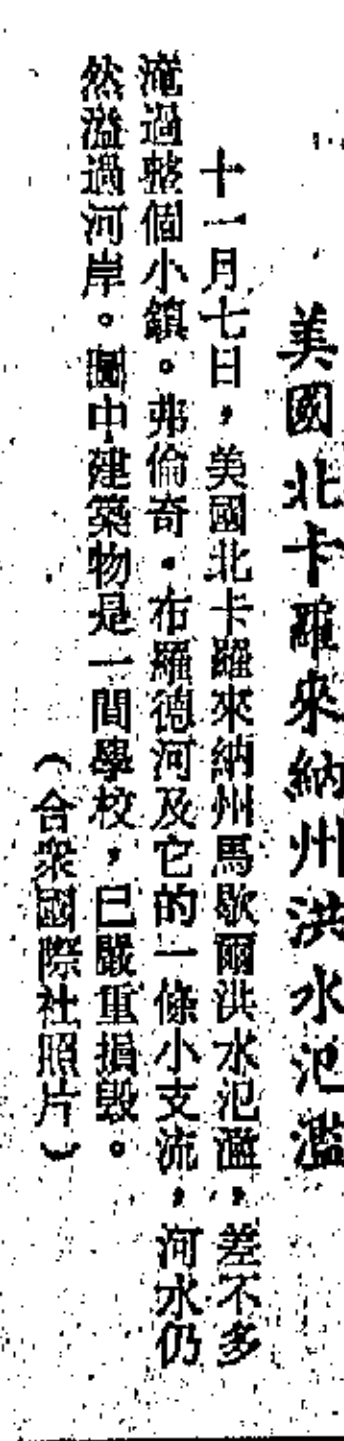 美國北卡羅來納州洪水氾濫
十一月七日，美國北卡羅來納州馬歇爾洪水氾濫，差不多
淹過整個小鎮。弗倫奇·布羅德河及它的一條小支流，河水仍
然溢過河岸。圖中建築物是一間學校，已嚴重損毀。
（合衆國際社照片）